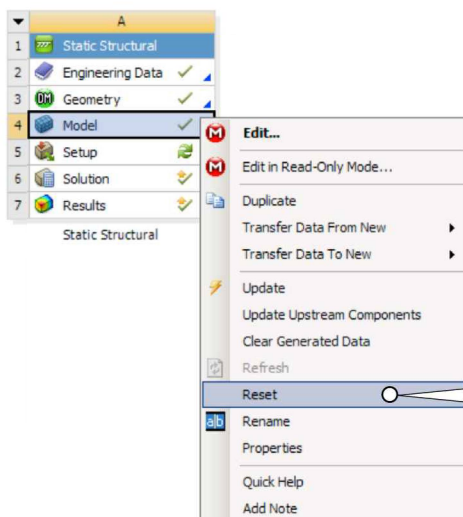 A
1 Static Structural
2 Engineering Data
3 DM Geometry
4 Model
5 Setup
6 Solution
7 Results
Static Structural
M Edit...
M Edit in Read-Only Mode...
Duplicate
Transfer Data From New
Transfer Data To New
Update
Update Upstream Components
Clear Generated Data
Refresh
Reset
a|b Rename
Properties
Quick Help
Add Note